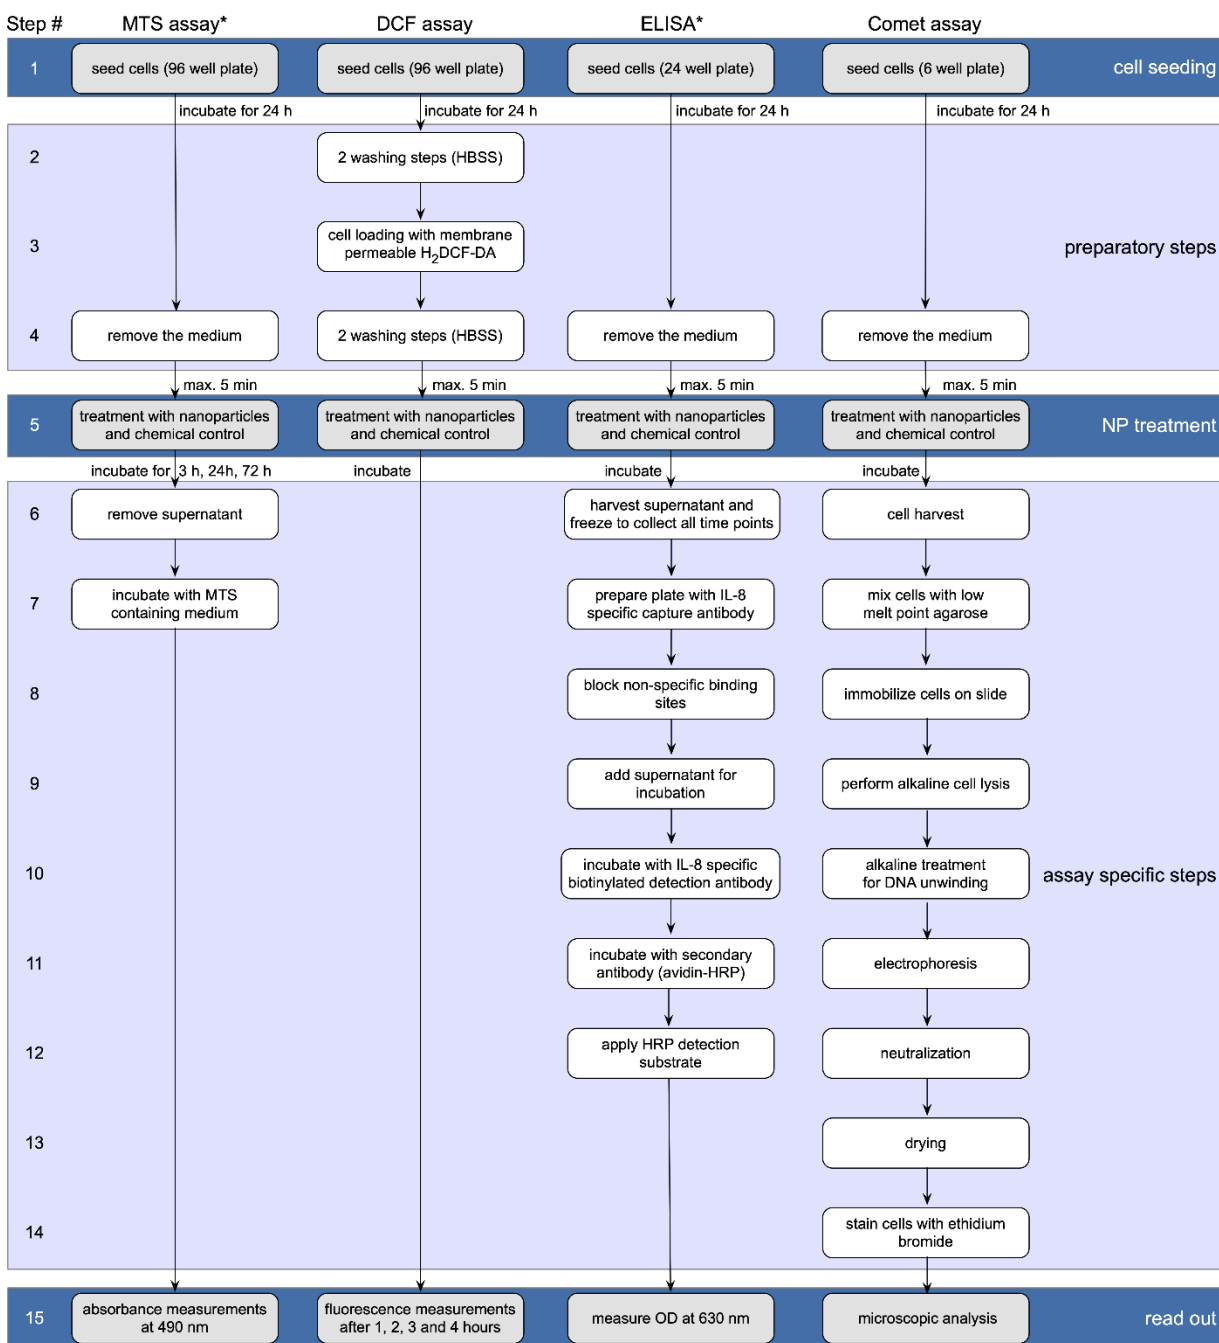 Step #
MTS assay*
DCF assay
ELISA*
Comet assay
1
seed cells (96 well plate)
seed cells (96 well plate)
seed cells (24 well plate)
seed cells (6 well plate)
cell seeding
incubate for 24 h
incubate for 24 h
incubate for 24 h
incubate for 24 h
2
2 washing steps (HBSS)
3
cell loading with membrane
permeable H₂DCF-DA
preparatory steps
4
remove the medium
2 washing steps (HBSS)
remove the medium
remove the medium
max. 5 min
max. 5 min
max. 5 min
max. 5 min
5
treatment with nanoparticles
and chemical control
treatment with nanoparticles
and chemical control
treatment with nanoparticles
and chemical control
treatment with nanoparticles
and chemical control
NP treatment
incubate for 3 h, 24h, 72 h
incubate
incubate
incubate
6
remove supernatant
harvest supernatant and
freeze to collect all time points
cell harvest
7
incubate with MTS
containing medium
prepare plate with IL-8
specific capture antibody
mix cells with low
melt point agarose
8
block non-specific binding
sites
immobilize cells on slide
9
add supernatant for
incubation
perform alkaline cell lysis
10
incubate with IL-8 specific
biotinylated detection antibody
alkaline treatment
for DNA unwinding
assay specific steps
11
incubate with secondary
antibody (avidin-HRP)
electrophoresis
12
apply HRP detection
substrate
neutralization
13
drying
14
stain cells with ethidium
bromide
15
absorbance measurements
at 490 nm
fluorescence measurements
after 1, 2, 3 and 4 hours
measure OD at 630 nm
microscopic analysis
read out